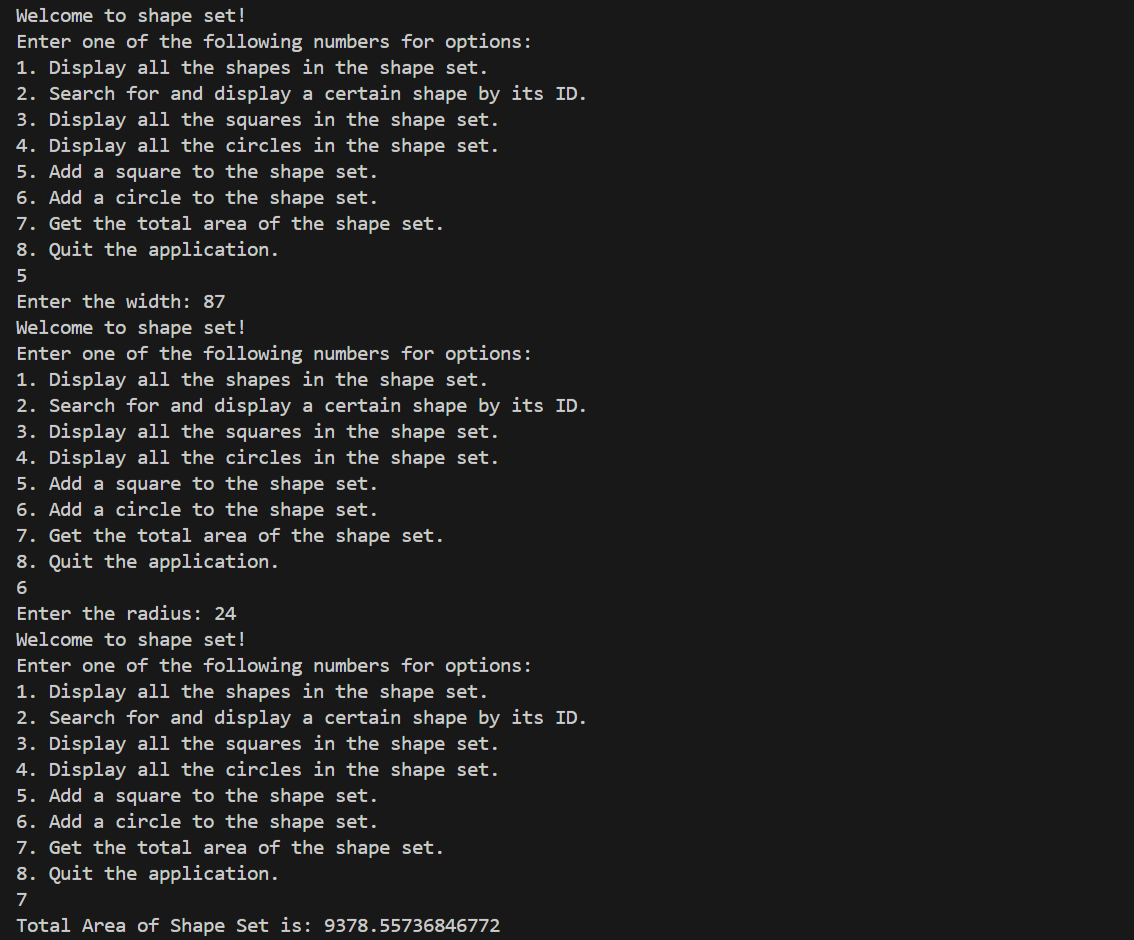 Welcome to shape set!
Enter one of the following numbers for options:
1. Display all the shapes in the shape set.
2. Search for and display a certain shape by its ID.
3. Display all the squares in the shape set.
4. Display all the circles in the shape set.
5. Add a square to the shape set.
6. Add a circle to the shape set.
7. Get the total area of the shape set.
8. Quit the application.
5
Enter the width: 87
Welcome to shape set!
Enter one of the following numbers for options:
1. Display all the shapes in the shape set.
2. Search for and display a certain shape by its ID.
3. Display all the squares in the shape set.
4. Display all the circles in the shape set.
5. Add a square to the shape set.
6. Add a circle to the shape set.
7. Get the total area of the shape set.
8. Quit the application.
6
Enter the radius: 24
Welcome to shape set!
Enter one of the following numbers for options:
1. Display all the shapes in the shape set.
2. Search for and display a certain shape by its ID.
3. Display all the squares in the shape set.
4. Display all the circles in the shape set.
5. Add a square to the shape set.
6. Add a circle to the shape set.
7. Get the total area of the shape set.
8. Quit the application.
7
Total Area of Shape Set is: 9378.55736846772